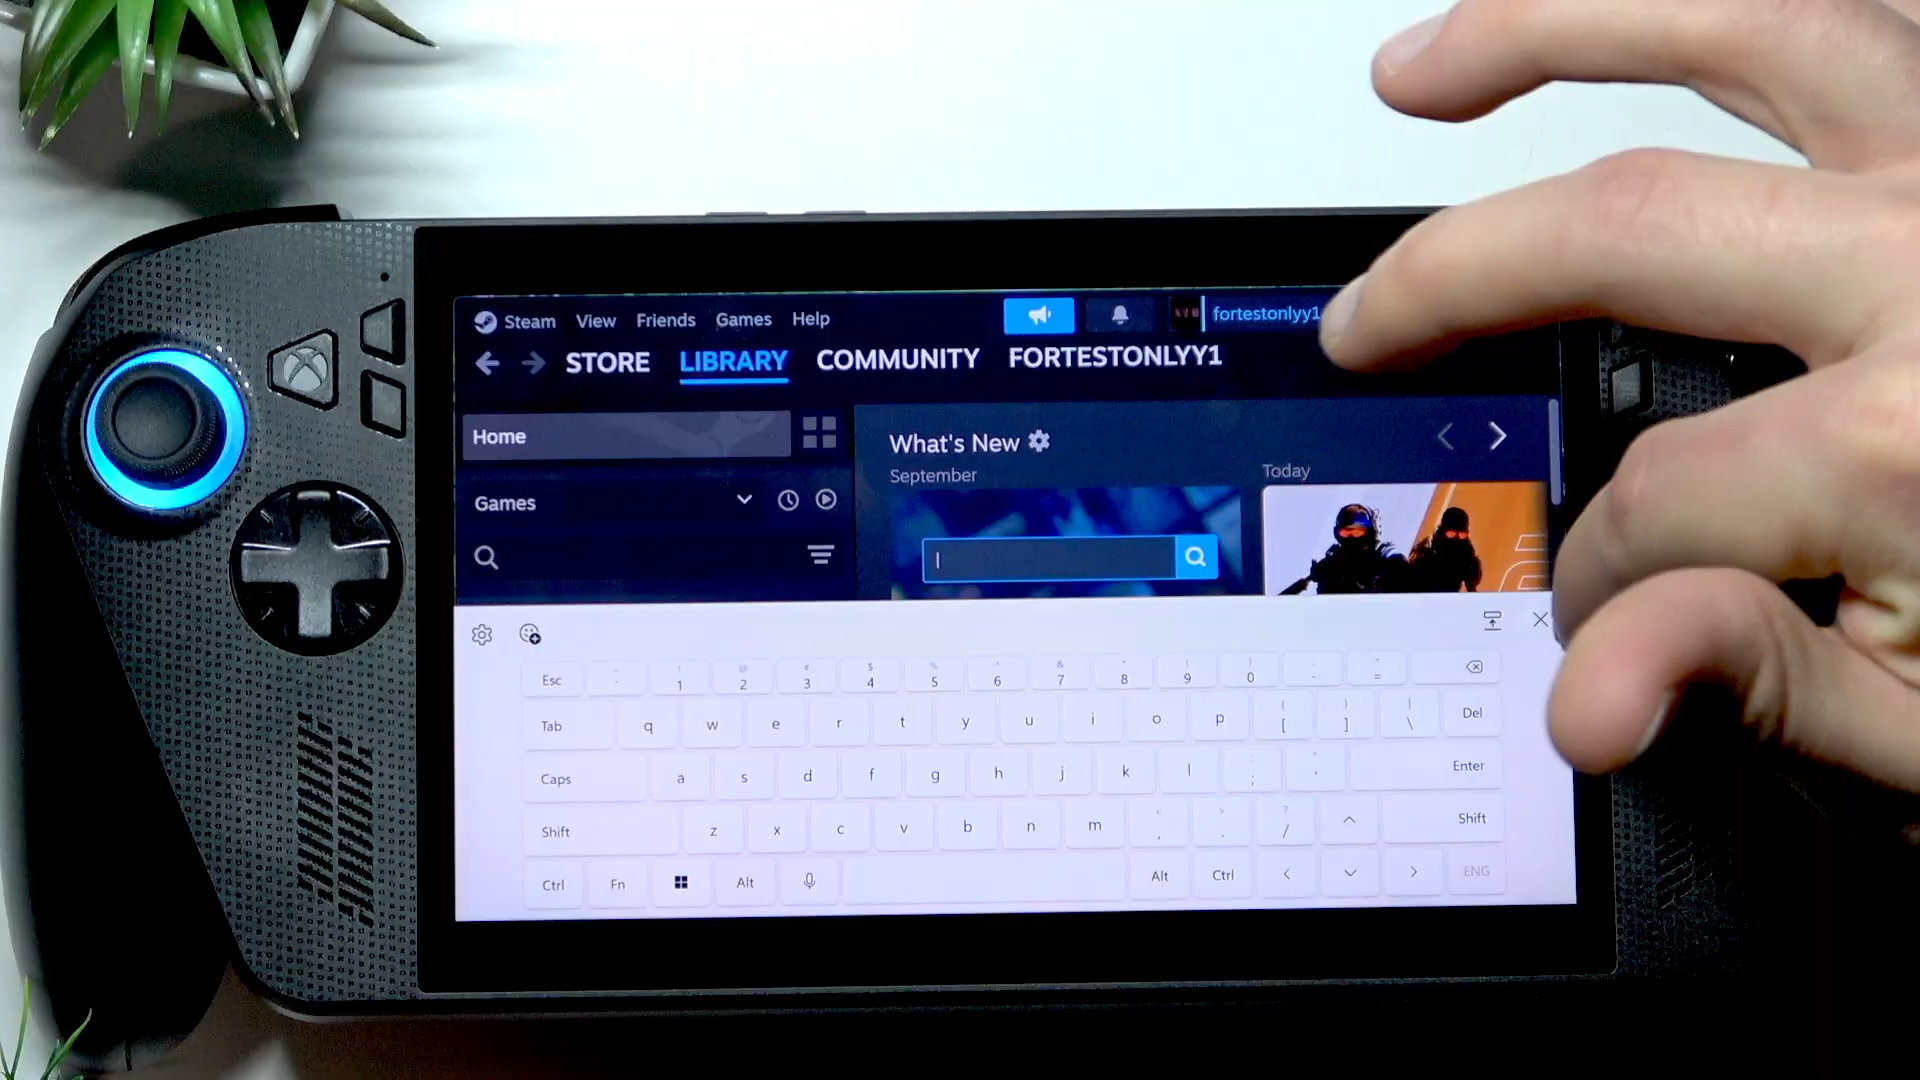 Steam View Friends Games Help fortestonlyy1
STORE LIBRARY COMMUNITY FORTESTONLYY1
Home
What's New
September
Today
Games
Esc 1 2 3 4 5 6 7 8 9 0 - =
Tab q w e r t y u i o p [ ] \ Del
Caps a s d f g h j k l ; ' Enter
Shift z x c v b n m , . / Shift
Ctrl Fn Alt Alt Ctrl ENG